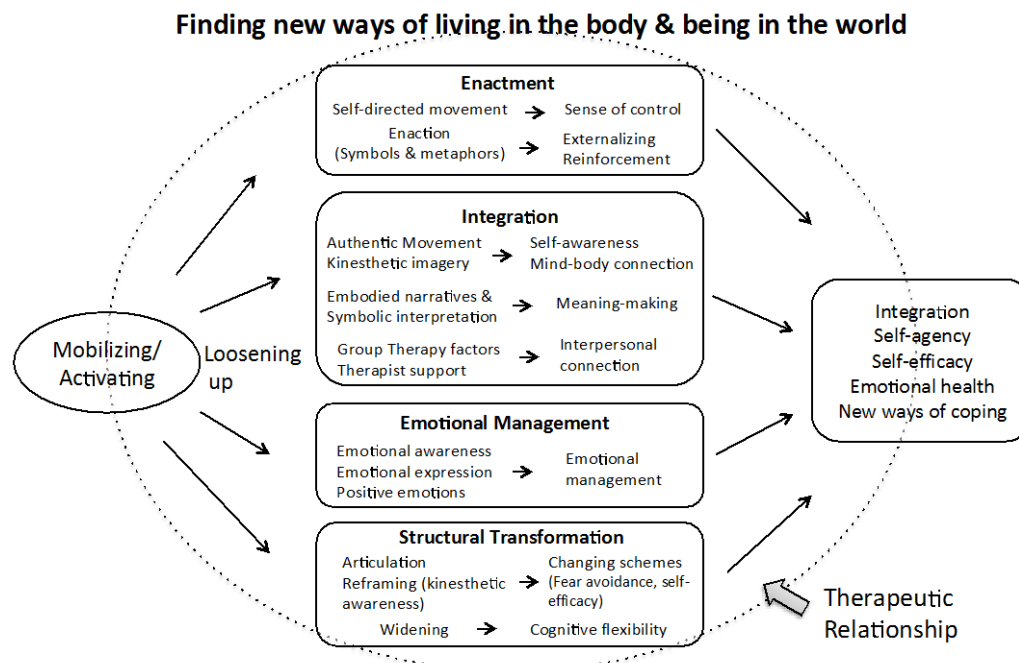 Finding new ways of living in the body & being in the world
Enactment
Self-directed movement
Sense of control
Enaction
(Symbols & metaphors)
Externalizing
Reinforcement
Integration
Authentic Movement
Kinesthetic imagery
Self-awareness
Mind-body connection
Embodied narratives &
Symbolic interpretation
Meaning-making
Group Therapy factors
Therapist support
Interpersonal
connection
Mobilizing/
Activating
Loosening
up
Emotional Management
Emotional awareness
Emotional expression
Positive emotions
Emotional
management
Structural Transformation
Articulation
Reframing (kinesthetic
awareness)
Changing schemes
(Fear avoidance, self-
efficacy)
Widening
Cognitive flexibility
Integration
Self-agency
Self-efficacy
Emotional health
New ways of coping
Therapeutic
Relationship